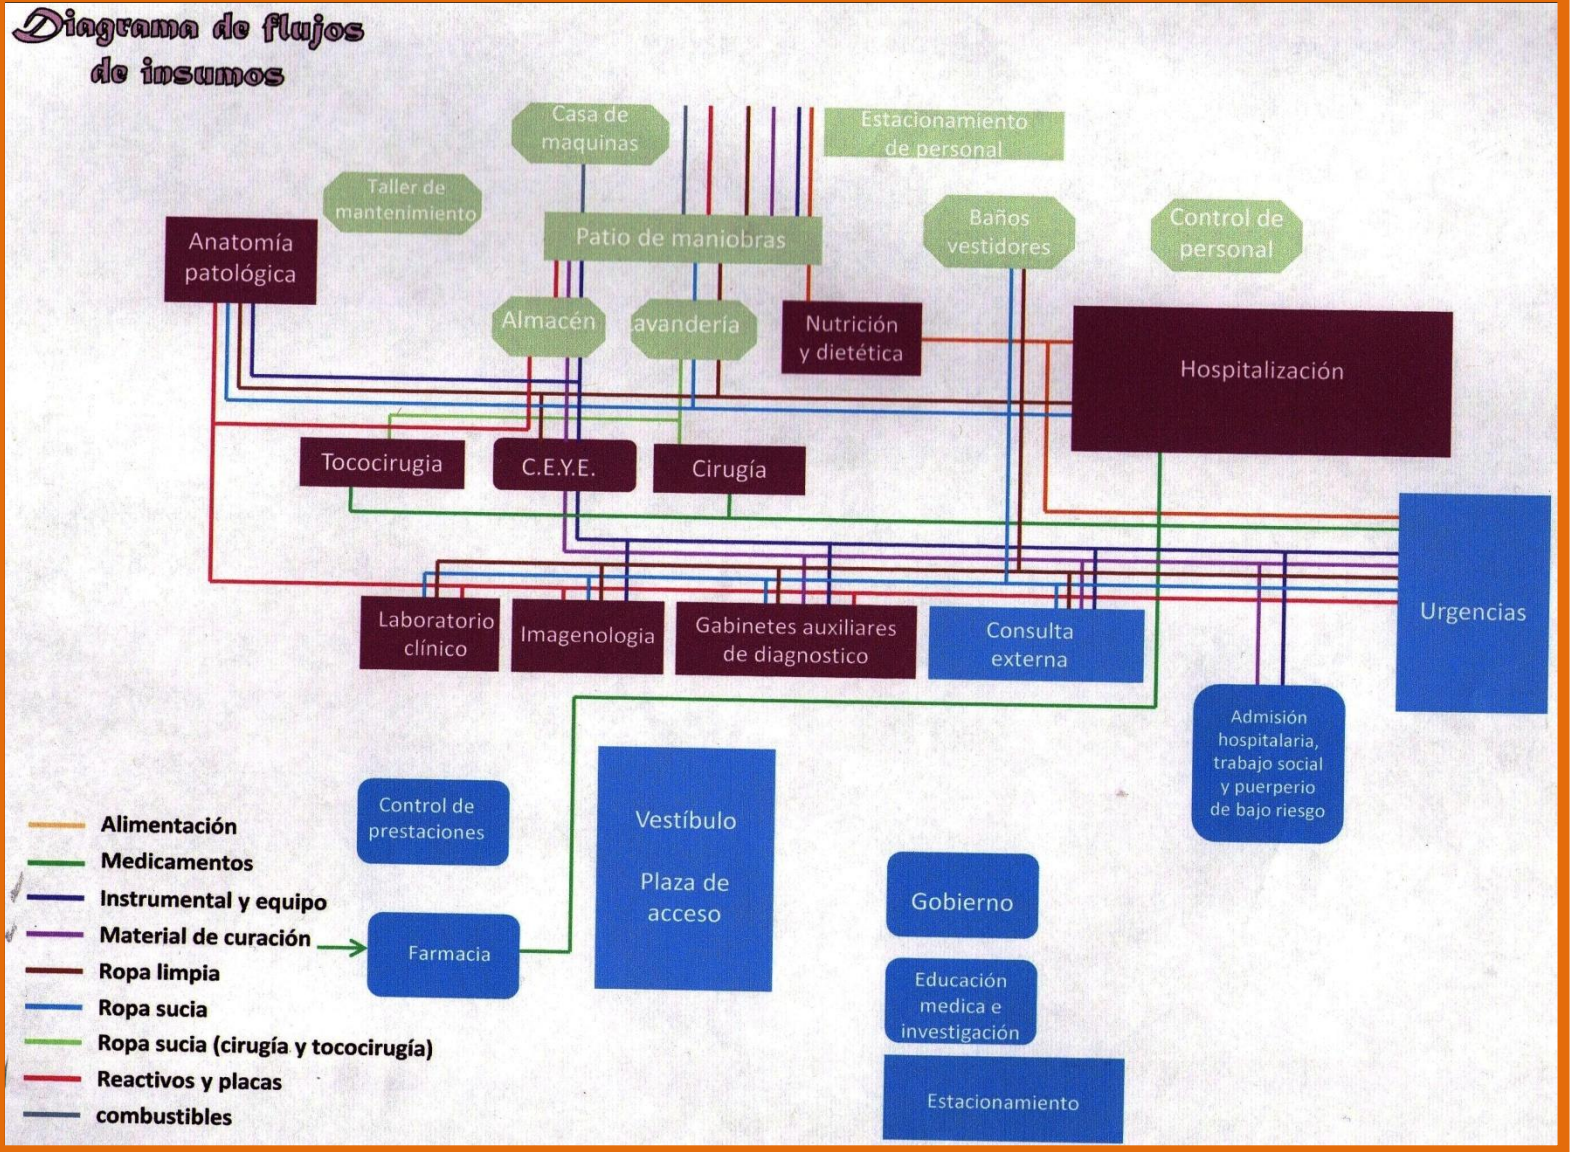 Diagrama de flujos
de insumos
Casa de
maquinas
Estacionamiento
de personal
Taller de
mantenimiento
Baños
vestidores
Control de
personal
Anatomía
patológica
Patio de maniobras
Almacén
avandería
Nutrición
y dietética
Hospitalización
Tococirugia
C.E.Y.E.
Cirugía
Urgencias
Laboratorio
clínico
Imagenologia
Gabinetes auxiliares
de diagnostico
Consulta
externa
Admisión
hospitalaria,
trabajo social
y puerperio
de bajo riesgo
Control de
prestaciones
Vestíbulo
Plaza de
acceso
Farmacia
Gobierno
Educación
medica e
investigación
Estacionamiento
Alimentación
Medicamentos
Instrumental y equipo
Material de curación
Ropa limpia
Ropa sucia
Ropa sucia (cirugía y tococirugía)
Reactivos y placas
combustibles